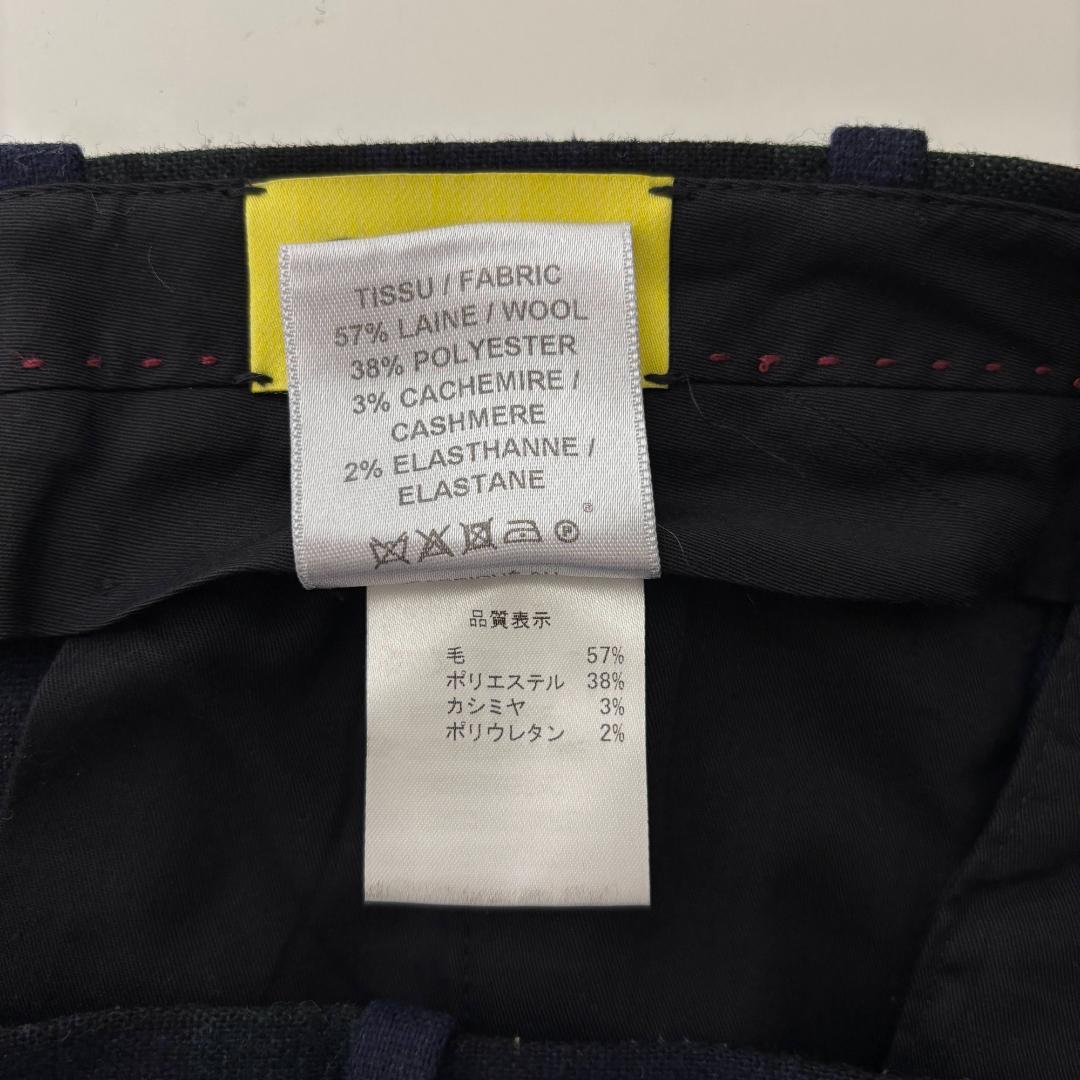 TISSU / FABRIC
57% LAINE / WOOL
38% POLYESTER
3% CACHEMIRE /
CASHMERE
2% ELASTHANNE /
ELASTANE
®
P
品質表示
毛 57%
ポリエステル 38%
カシミヤ 3%
ポリウレタン 2%